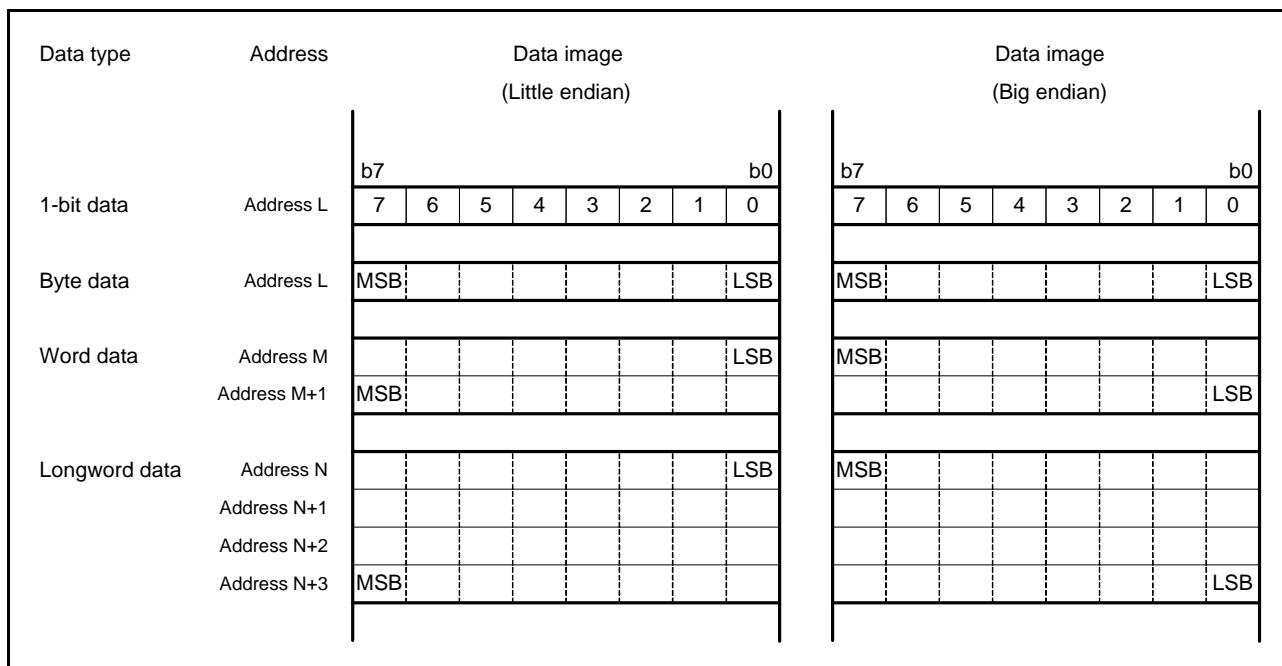 Data type Address Data image Data image
(Little endian) (Big endian)
b7 b0 b7 b0
1-bit data Address L 7 6 5 4 3 2 1 0 7 6 5 4 3 2 1 0
Byte data Address L MSB LSB MSB LSB
Word data Address M LSB MSB
Address M+1 MSB LSB
Longword data Address N LSB MSB
Address N+1
Address N+2
Address N+3 MSB LSB